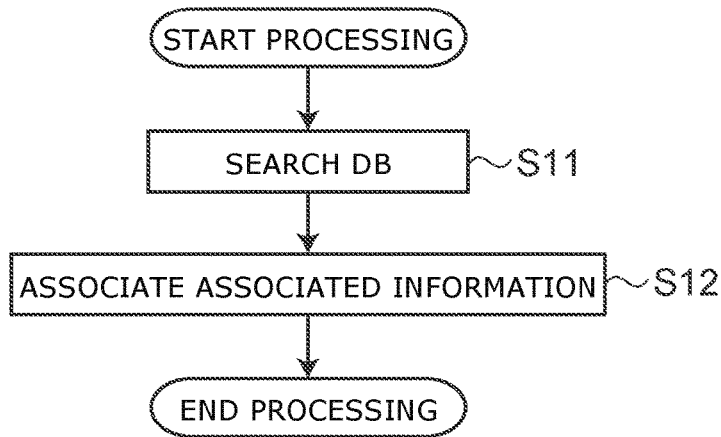 START PROCESSING
SEARCH DB S11
ASSOCIATE ASSOCIATED INFORMATION S12
END PROCESSING